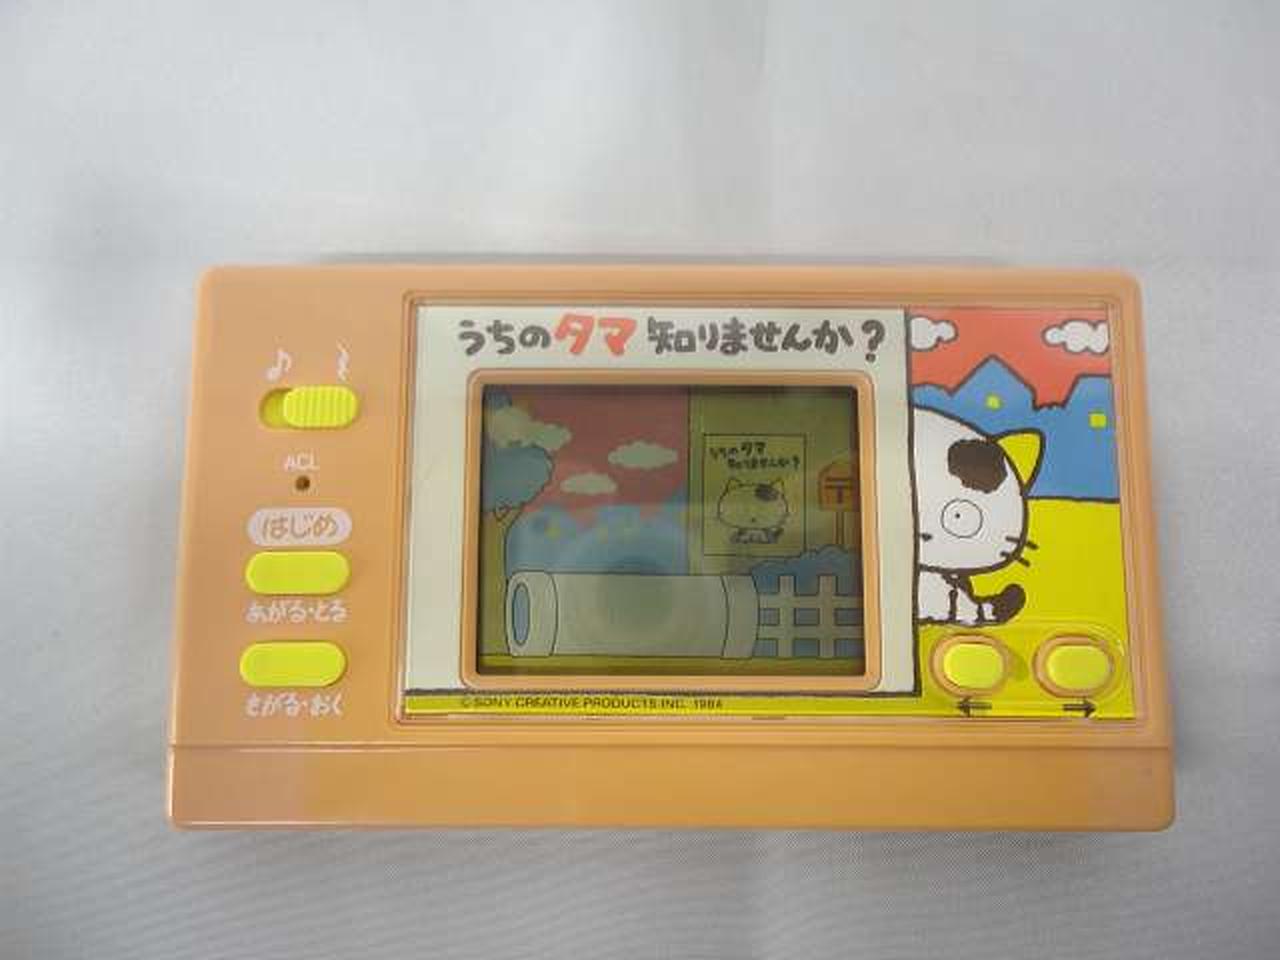 うちのタマ知りませんか?
うちのタマ
知りませんか?
ACL
はじめ
あがる・とる
さがる・おく
© SONY CREATIVE PRODUCTS INC. 1984